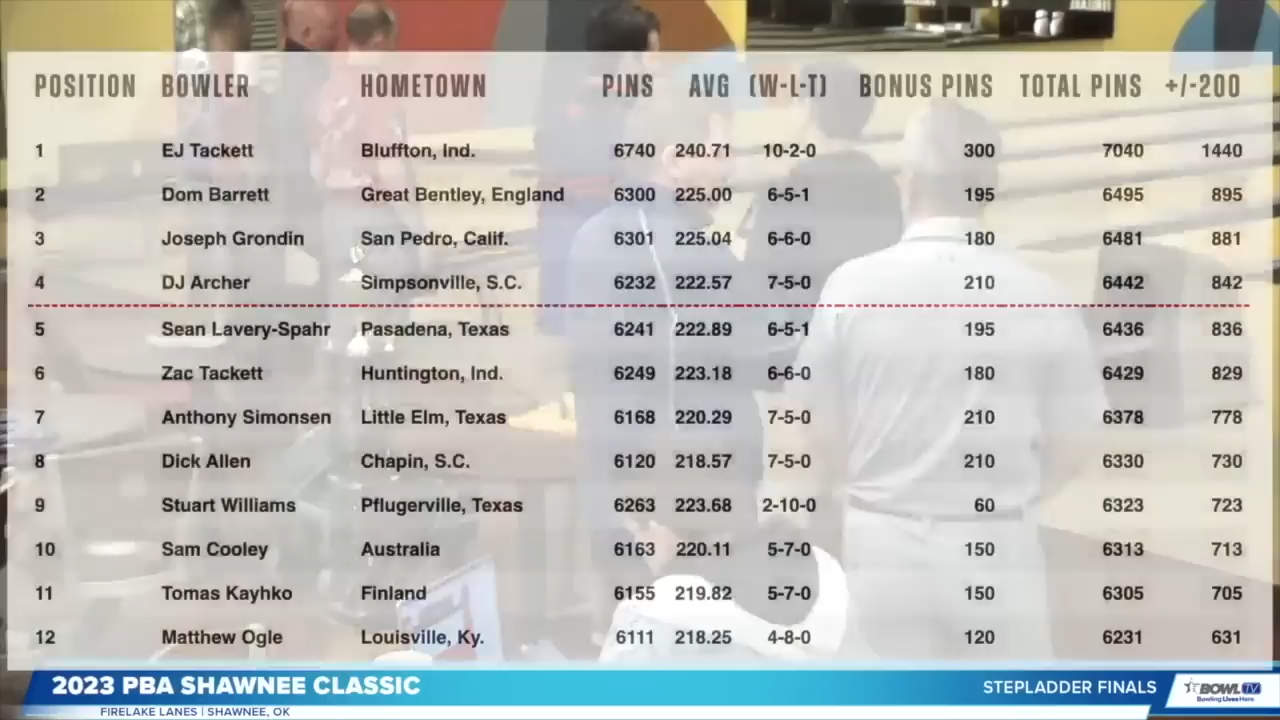 POSITION BOWLER HOMETOWN PINS AVG (W-L-T) BONUS PINS TOTAL PINS +/-200
1 EJ Tackett Bluffton, Ind. 6740 240.71 10-2-0 300 7040 1440
2 Dom Barrett Great Bentley, England 6300 225.00 6-5-1 195 6495 895
3 Joseph Grondin San Pedro, Calif. 6301 225.04 6-6-0 180 6481 881
4 DJ Archer Simpsonville, S.C. 6232 222.57 7-5-0 210 6442 842
5 Sean Lavery-Spahr Pasadena, Texas 6241 222.89 6-5-1 195 6436 836
6 Zac Tackett Huntington, Ind. 6249 223.18 6-6-0 180 6429 829
7 Anthony Simonsen Little Elm, Texas 6168 220.29 7-5-0 210 6378 778
8 Dick Allen Chapin, S.C. 6120 218.57 7-5-0 210 6330 730
9 Stuart Williams Pflugerville, Texas 6263 223.68 2-10-0 60 6323 723
10 Sam Cooley Australia 6163 220.11 5-7-0 150 6313 713
11 Tomas Kayhko Finland 6155 219.82 5-7-0 150 6305 705
12 Matthew Ogle Louisville, Ky. 6111 218.25 4-8-0 120 6231 631
2023 PBA SHAWNEE CLASSIC STEPLADDER FINALS BOWLTV
Bowling Lives Here
FIRELAKE LANES | SHAWNEE, OK